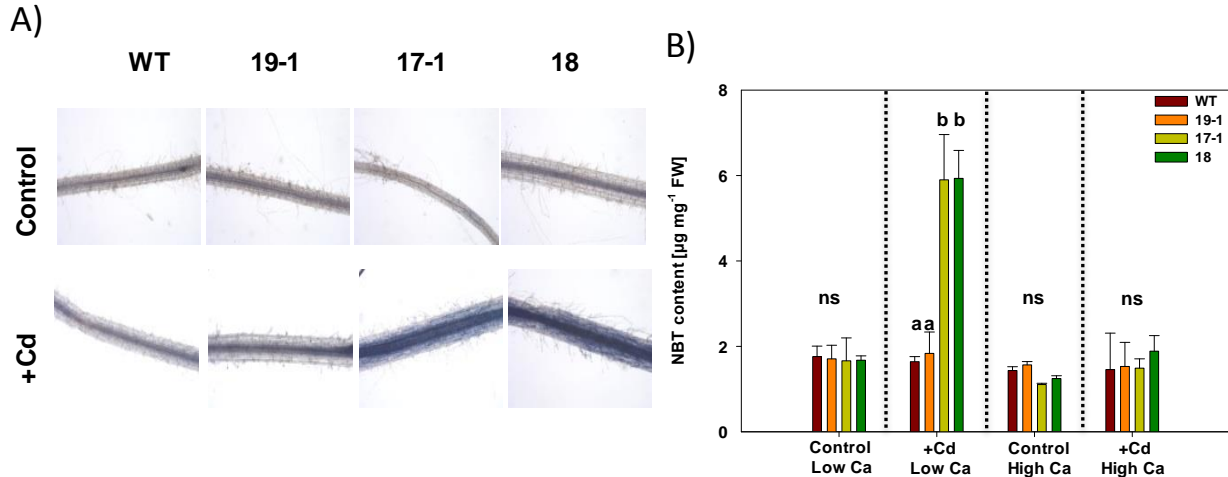 A)
WT 19-1 17-1 18
Control
+Cd
B)
NBT content [µg mg-1 FW]
8
6
4
2
0
WT
19-1
17-1
18
b b
ns
aa
ns
ns
Control
Low Ca
+Cd
Low Ca
Control
High Ca
+Cd
High Ca